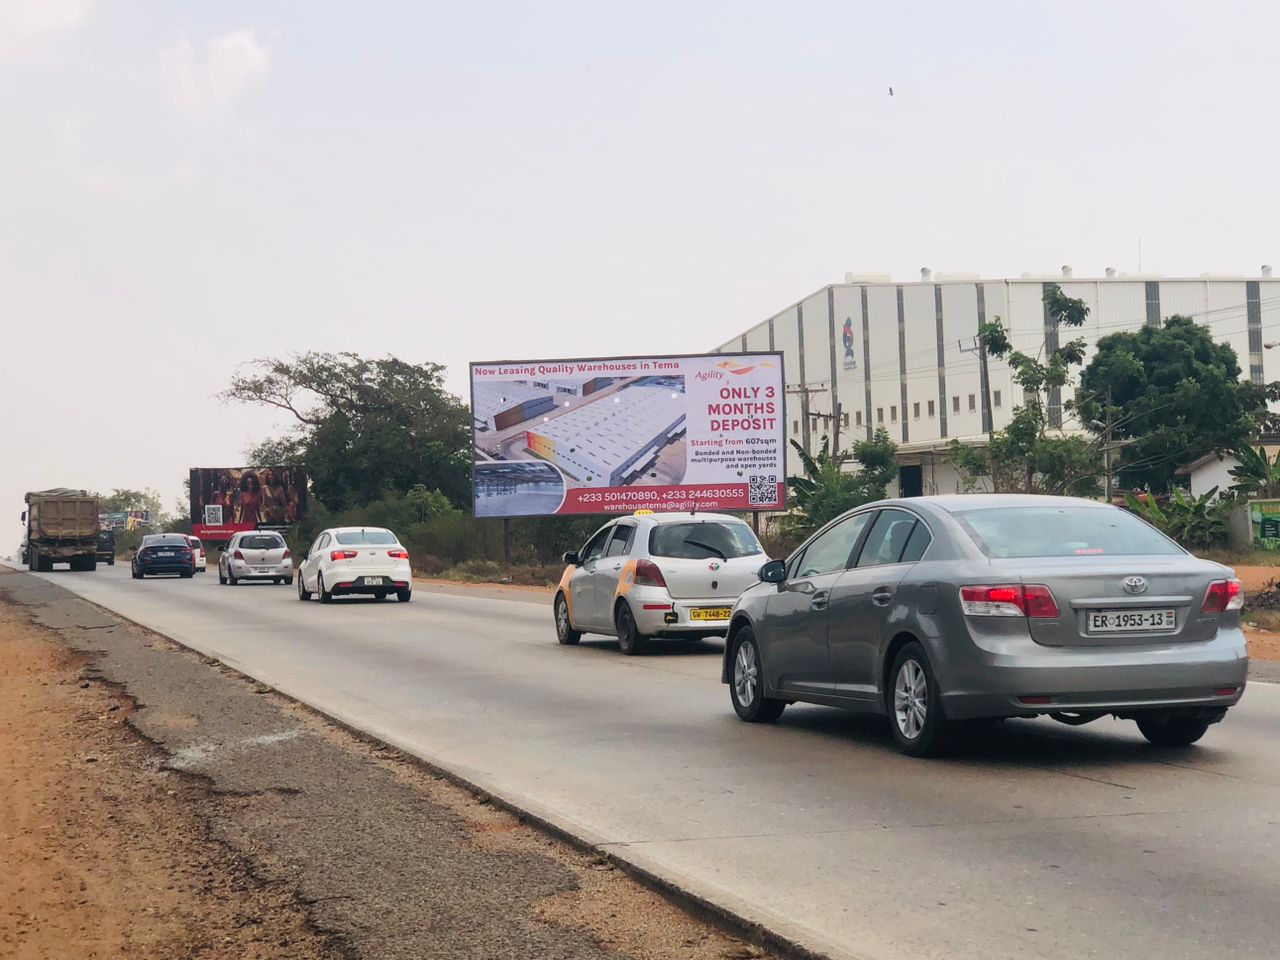 Now Leasing Quality Warehouses in Tema
Agility
ONLY 3
MONTHS
DEPOSIT
Starting from 607sqm
Bonded and Non-bonded
multipurpose warehouses
and open yards
+233 501470890, +233 244630555
warehousetema@agility.com
GW 7448-22
ER 1953-13
GH